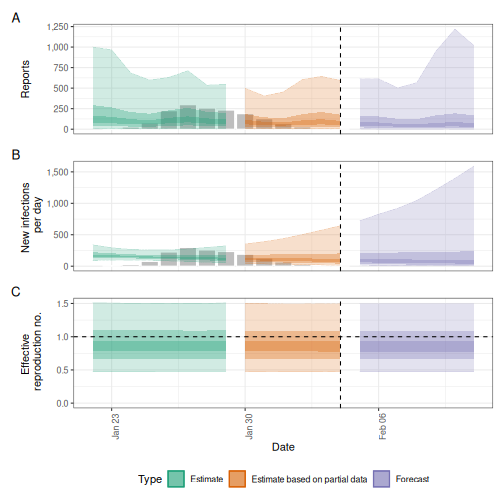 A
Reports
1,250
1,000
750
500
250
0
B
New infections
per day
1,500
1,000
500
0
C
Effective
reproduction no.
1.5
1.0
0.5
0.0
Jan 23
Jan 30
Feb 06
Date
Type Estimate Estimate based on partial data Forecast